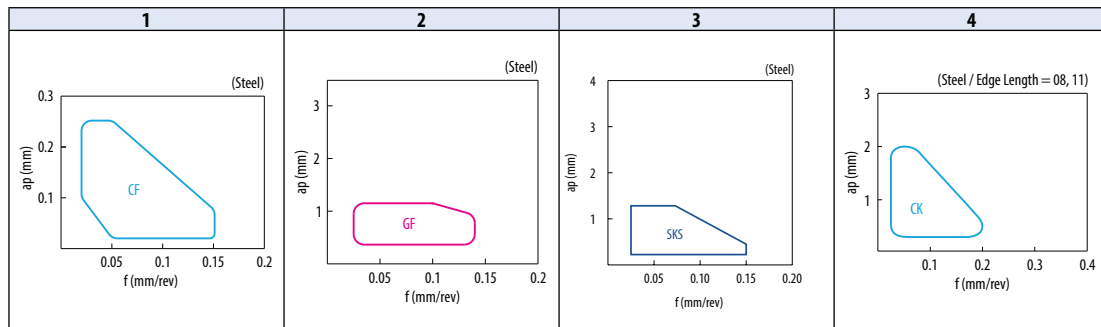 1
2
3
4
(Steel)
0.3
0.2
0.1
ap (mm)
CF
0.05
0.1
0.15
0.2
f (mm/rev)
(Steel)
3
2
1
ap (mm)
GF
0.05
0.1
0.15
0.2
f (mm/rev)
(Steel)
4
3
2
1
ap (mm)
SKS
0.05
0.10
0.15
0.20
f (mm/rev)
(Steel / Edge Length = 08, 11)
3
2
1
ap (mm)
CK
0.1
0.2
0.3
0.4
f (mm/rev)